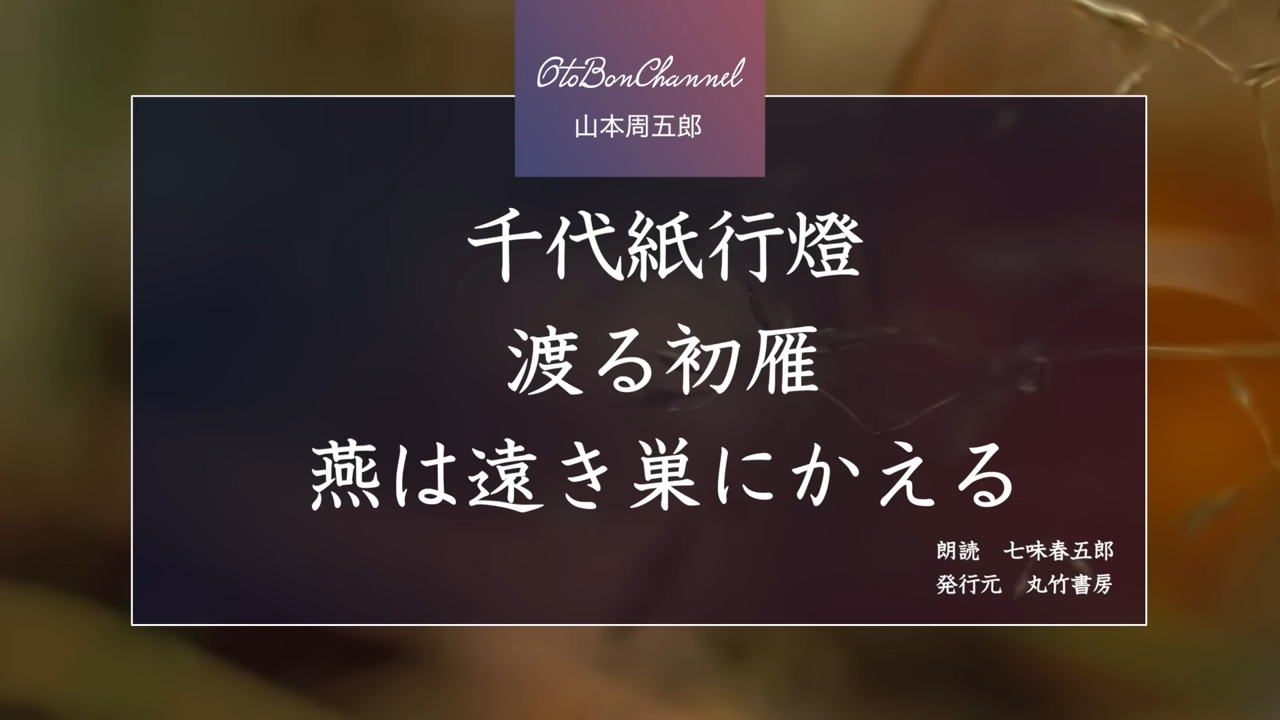 OtoBonChannel
山本周五郎
千代紙行燈
渡る初雁
燕は遠き巣にかえる
朗読　七味春五郎
発行元　丸竹書房